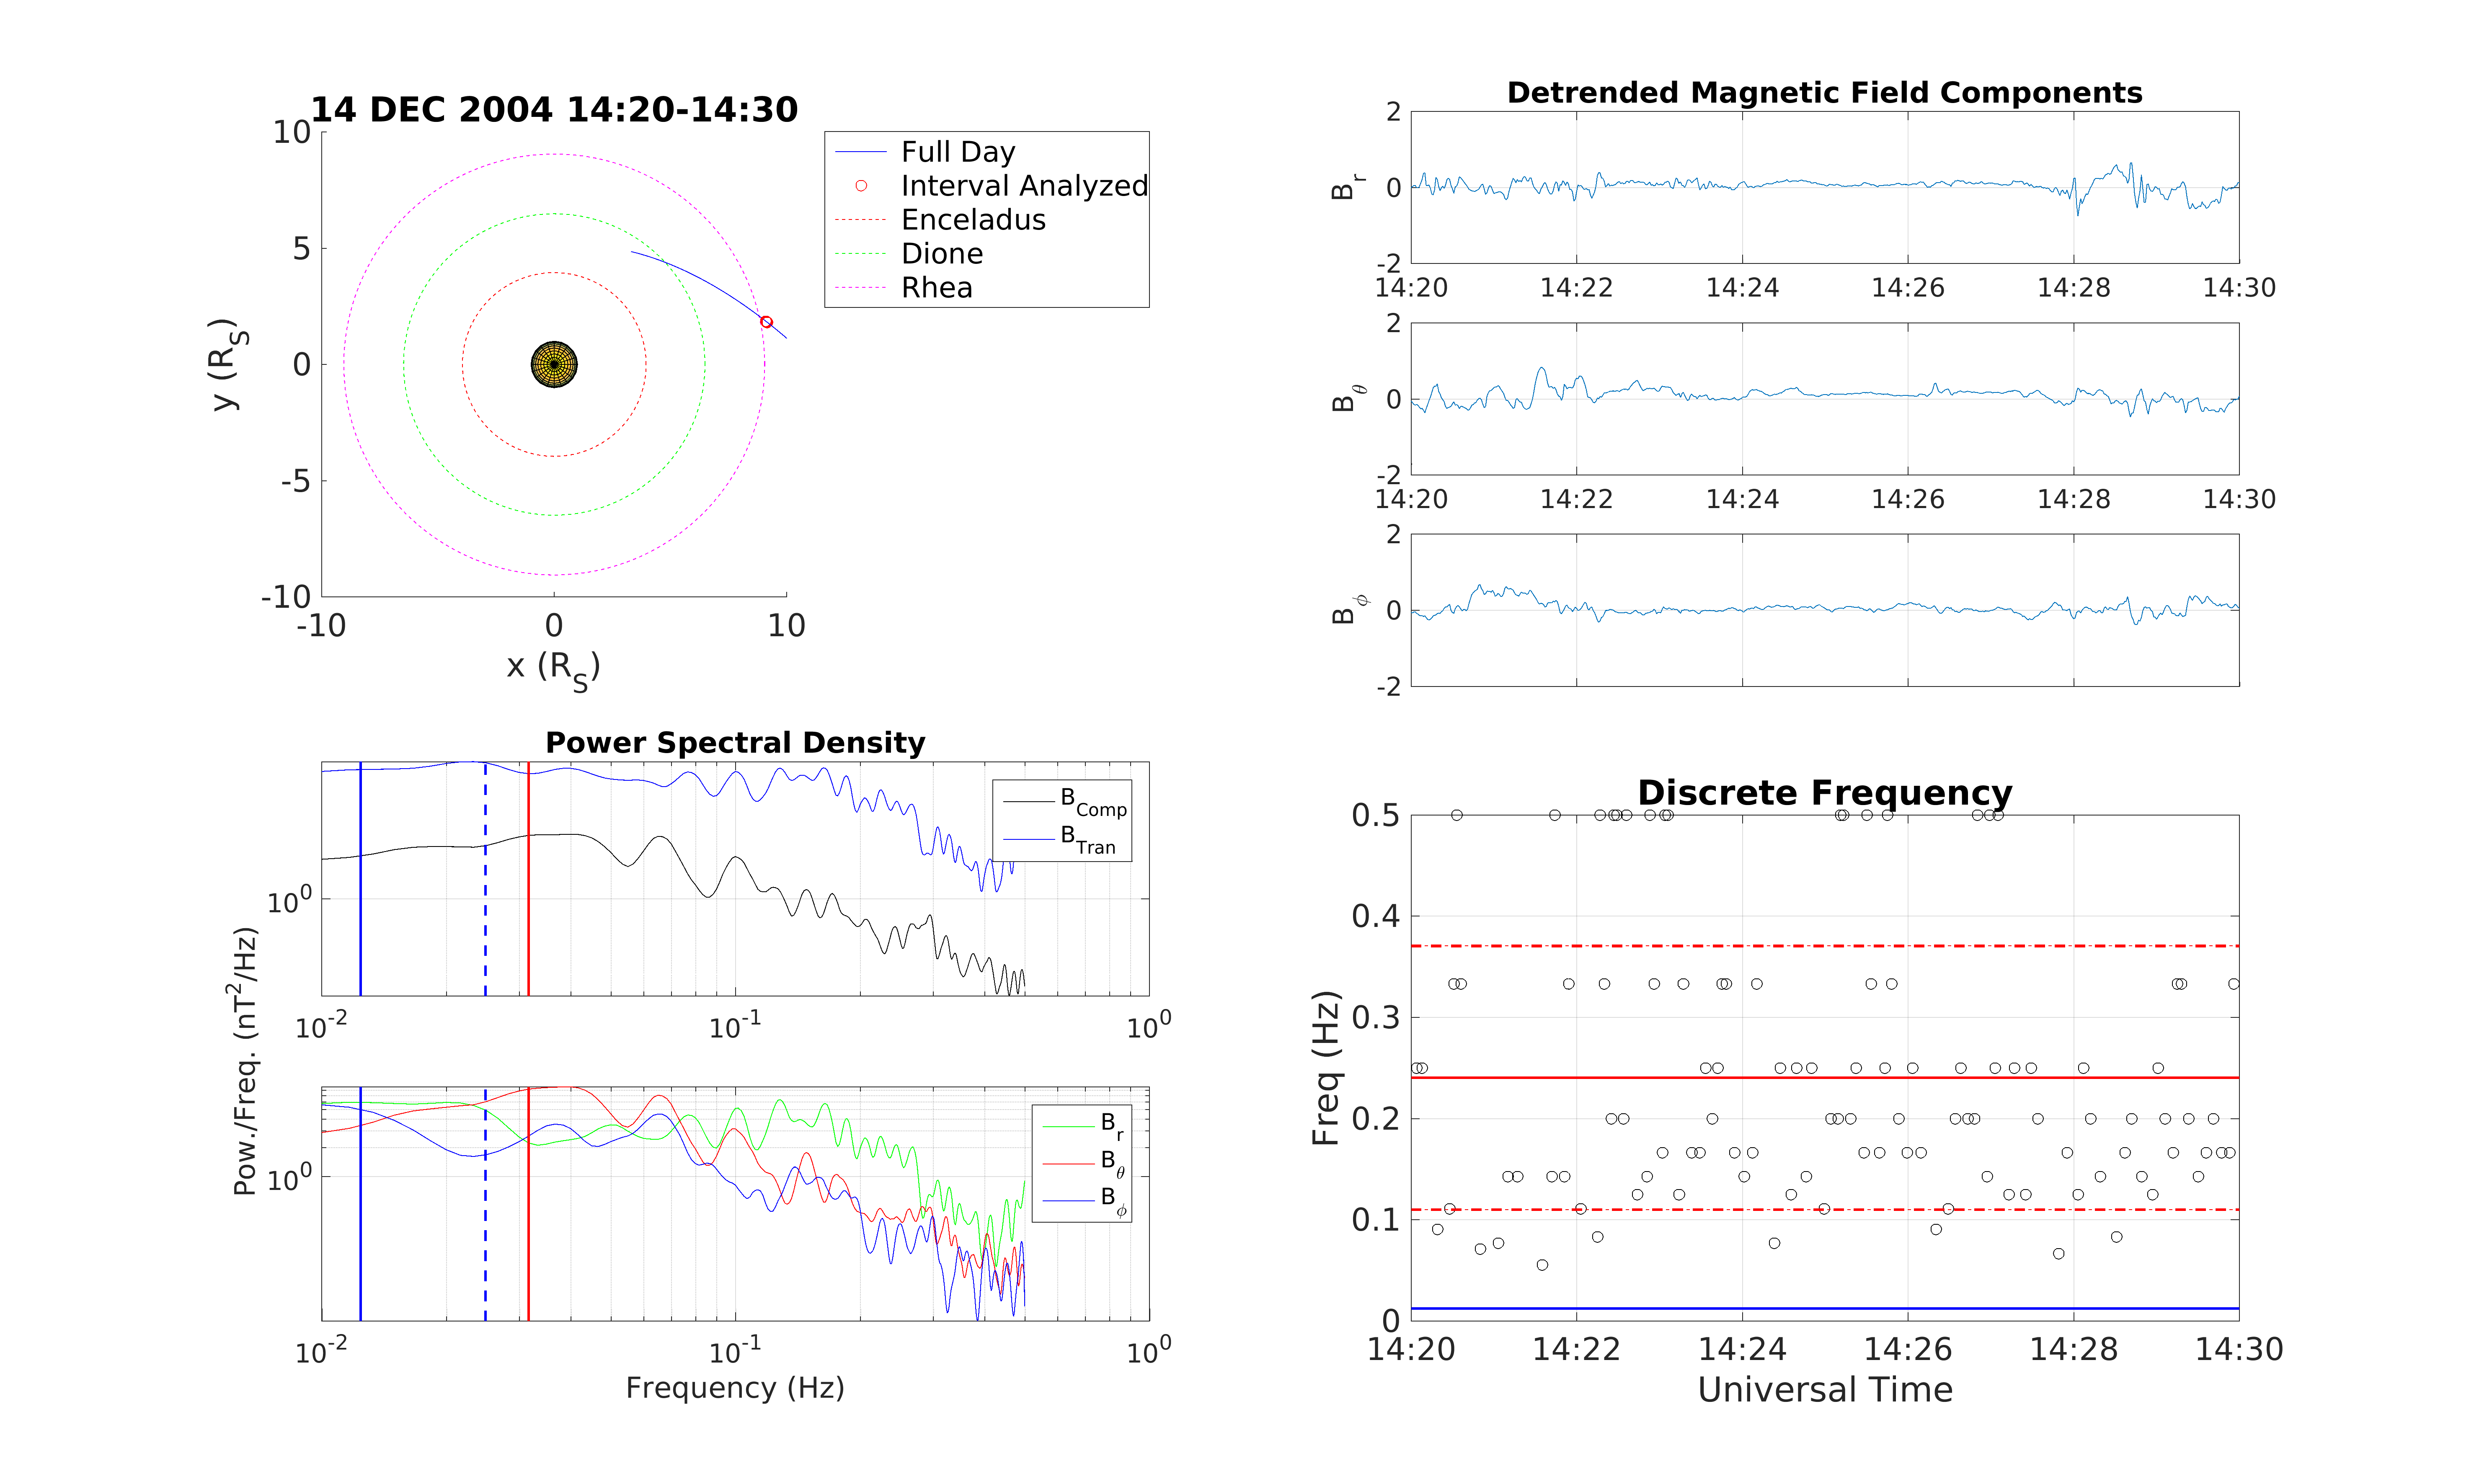 14 DEC 2004 14:20-14:30
10
5
0
-5
-10
-10
0
10
x (R_S)
y (R_S)
Full Day
Interval Analyzed
Enceladus
Dione
Rhea
Detrended Magnetic Field Components
2
0
-2
B_r
14:20
14:22
14:24
14:26
14:28
14:30
2
0
-2
B_θ
14:20
14:22
14:24
14:26
14:28
14:30
2
0
-2
B_ϕ
Power Spectral Density
10^0
B_Comp
B_Tran
10^-2
10^-1
10^0
Pow./Freq. (nT^2/Hz)
10^0
B_r
B_θ
B_ϕ
10^-2
10^-1
10^0
Frequency (Hz)
Discrete Frequency
0.5
0.4
0.3
0.2
0.1
0
Freq (Hz)
14:20
14:22
14:24
14:26
14:28
14:30
Universal Time